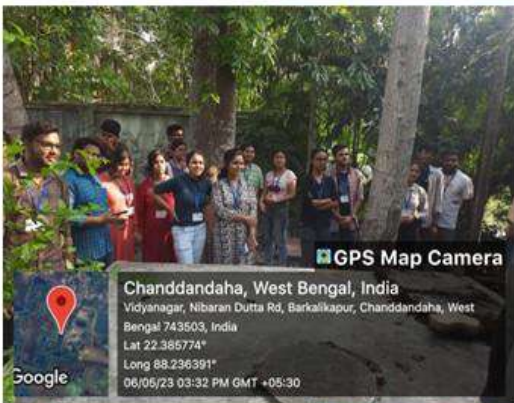 GPS Map Camera
Chanddandaha, West Bengal, India
Vidyanagar, Nibaran Dutta Rd, Barkalikapur, Chanddandaha, West
Bengal 743503, India
Lat 22.385774°
Long 88.236391°
06/05/23 03:32 PM GMT +05:30
Google